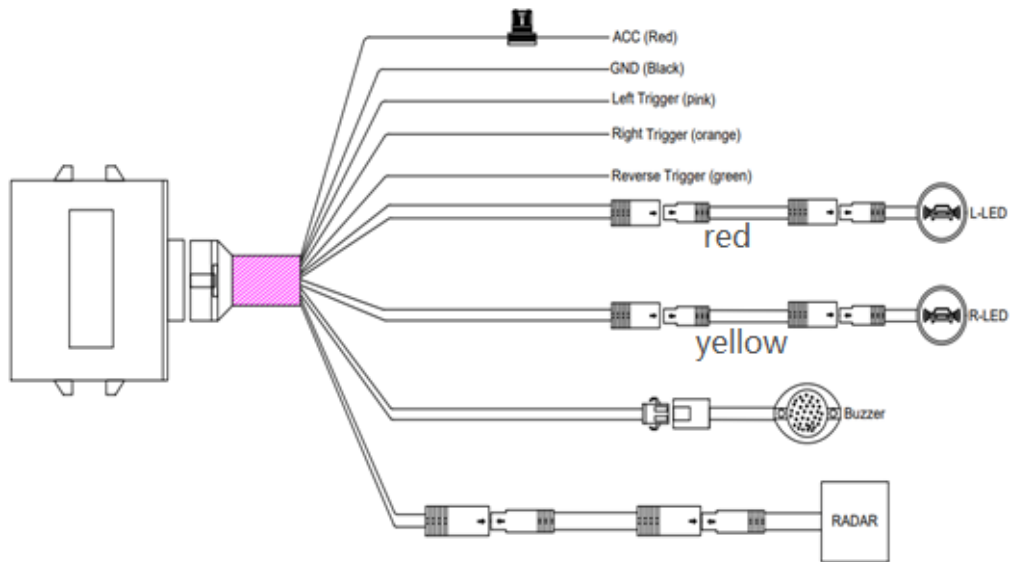 ACC (Red)
GND (Black)
Left Trigger (pink)
Right Trigger (orange)
Reverse Trigger (green)
L-LED
red
R-LED
yellow
Buzzer
RADAR